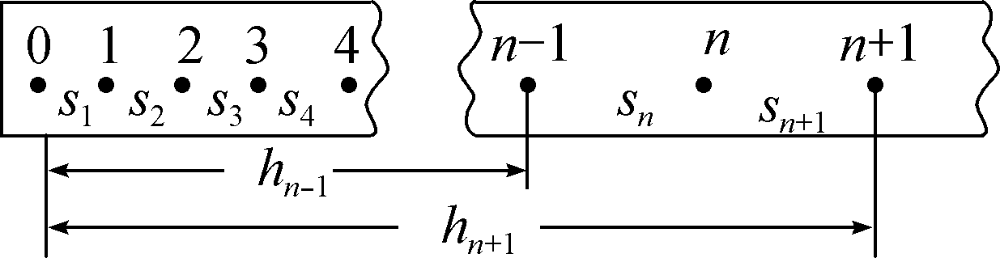 0 1 2 3 4 n−1 n n+1
s₁ s₂ s₃ s₄ sₙ sₙ₊₁
hₙ₋₁
hₙ₊₁